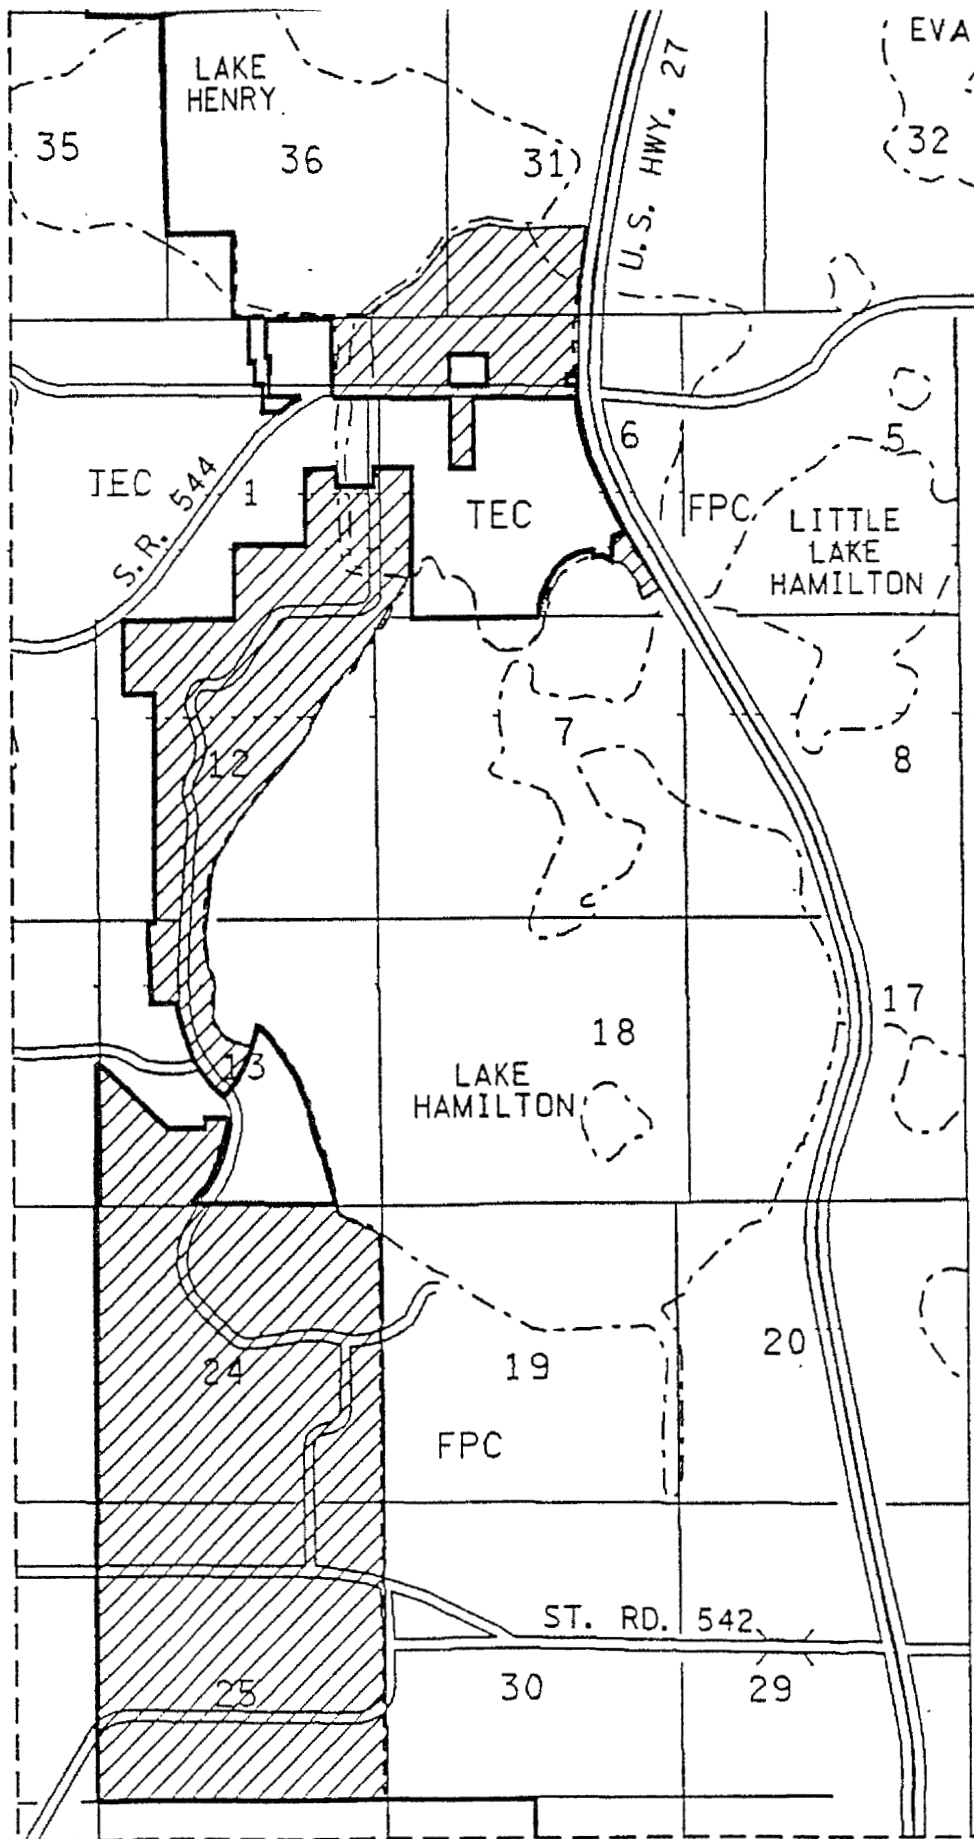 EVA
LAKE
HENRY
U.S. HWY. 27
35
36
31
32
6
5
TEC
1
S.R. 544
TEC
FPC
LITTLE
LAKE
HAMILTON
7
12
8
17
18
13
LAKE
HAMILTON
20
24
19
FPC
ST. RD. 542
25
30
29